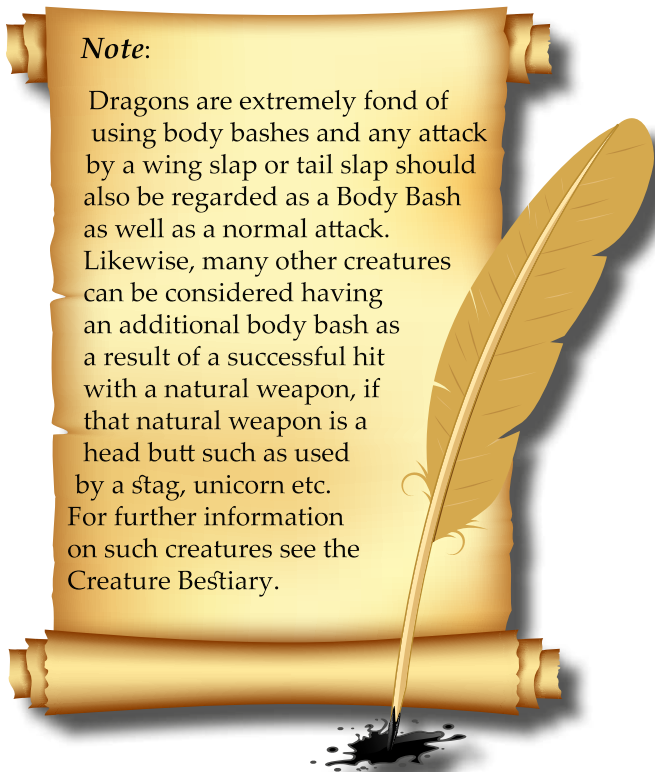 Note:
Dragons are extremely fond of
using body bashes and any attack
by a wing slap or tail slap should
also be regarded as a Body Bash
as well as a normal attack.
Likewise, many other creatures
can be considered having
an additional body bash as
a result of a successful hit
with a natural weapon, if
that natural weapon is a
head butt such as used
by a stag, unicorn etc.
For further information
on such creatures see the
Creature Bestiary.